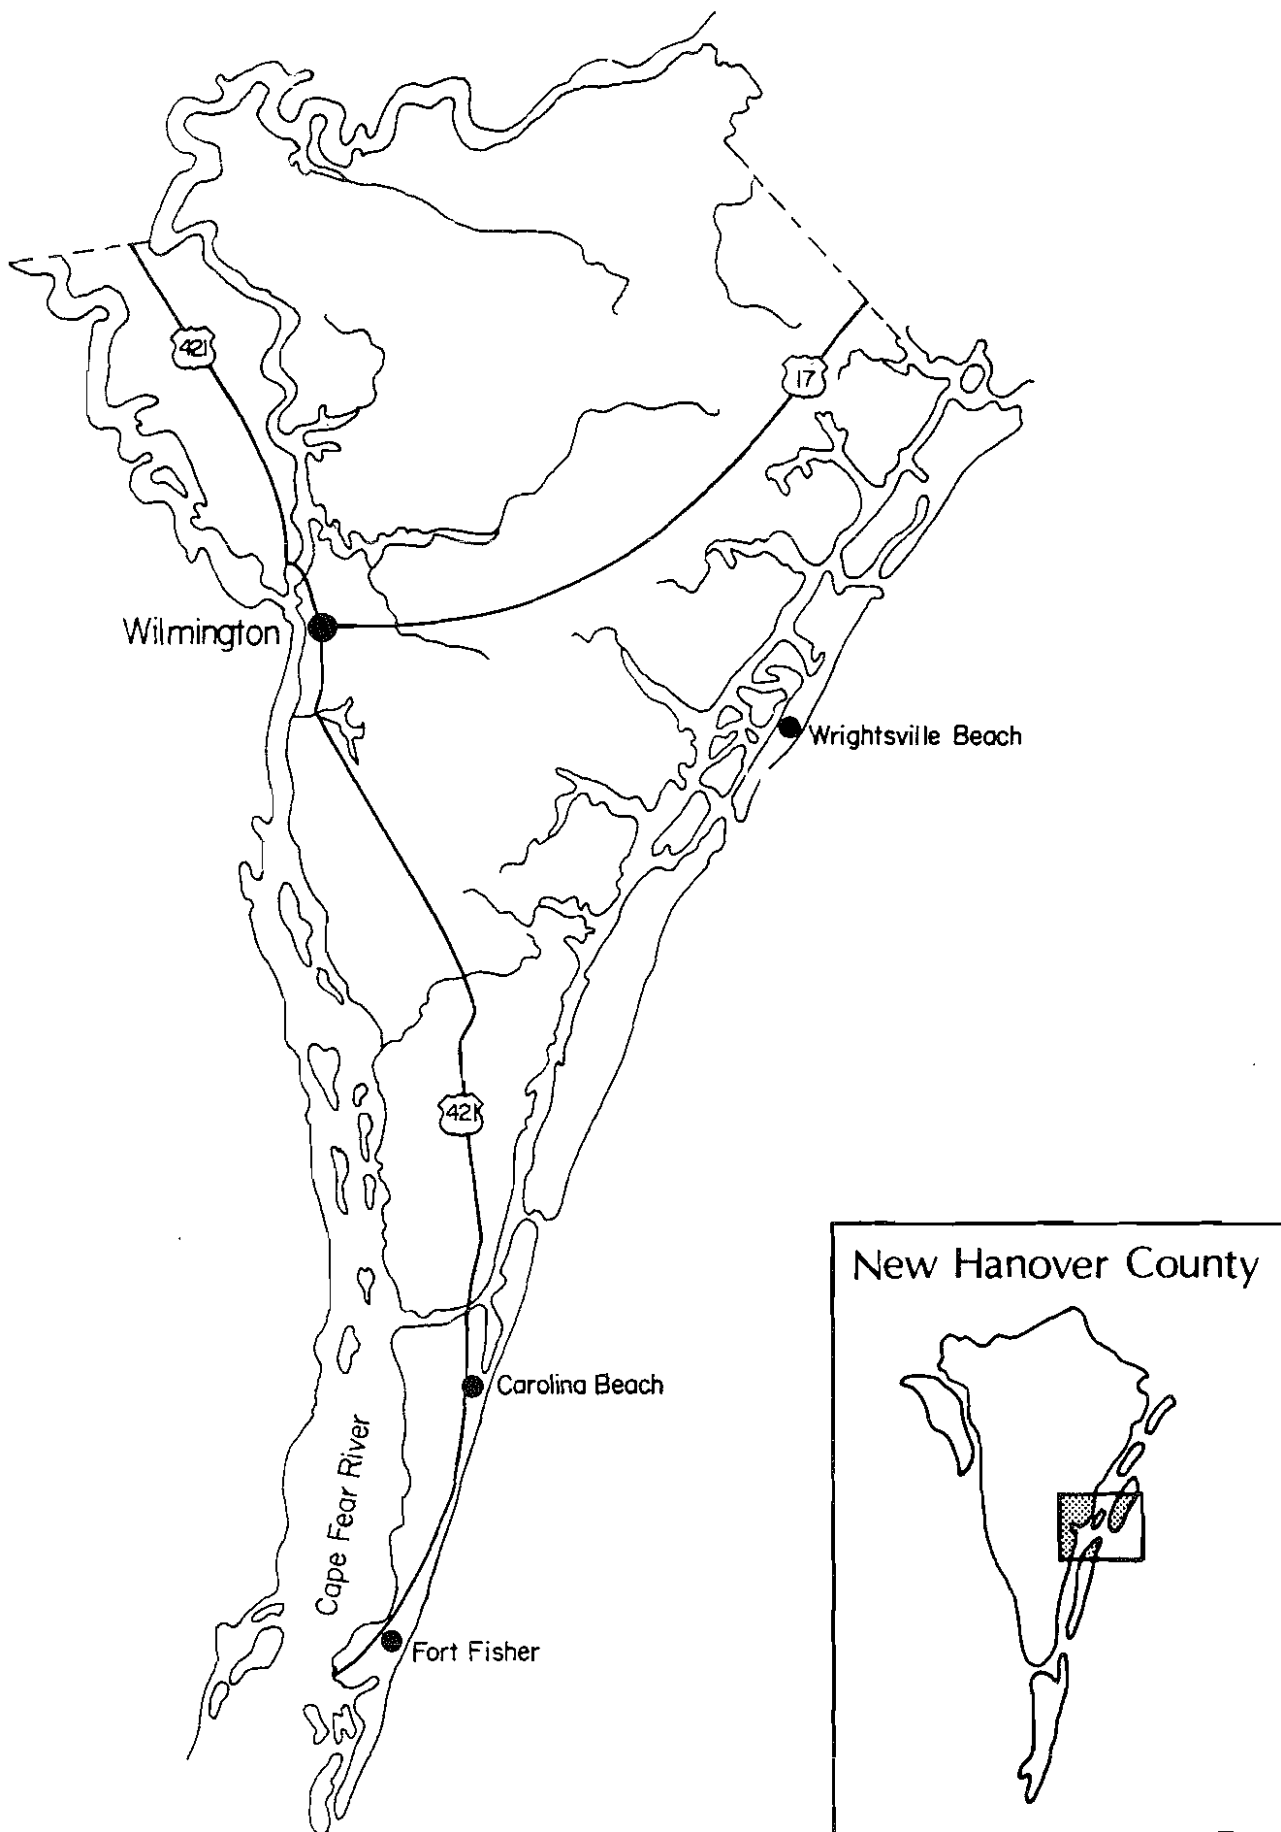 421
17
Wilmington
Wrightsville Beach
421
New Hanover County
Carolina Beach
Cape Fear River
Fort Fisher